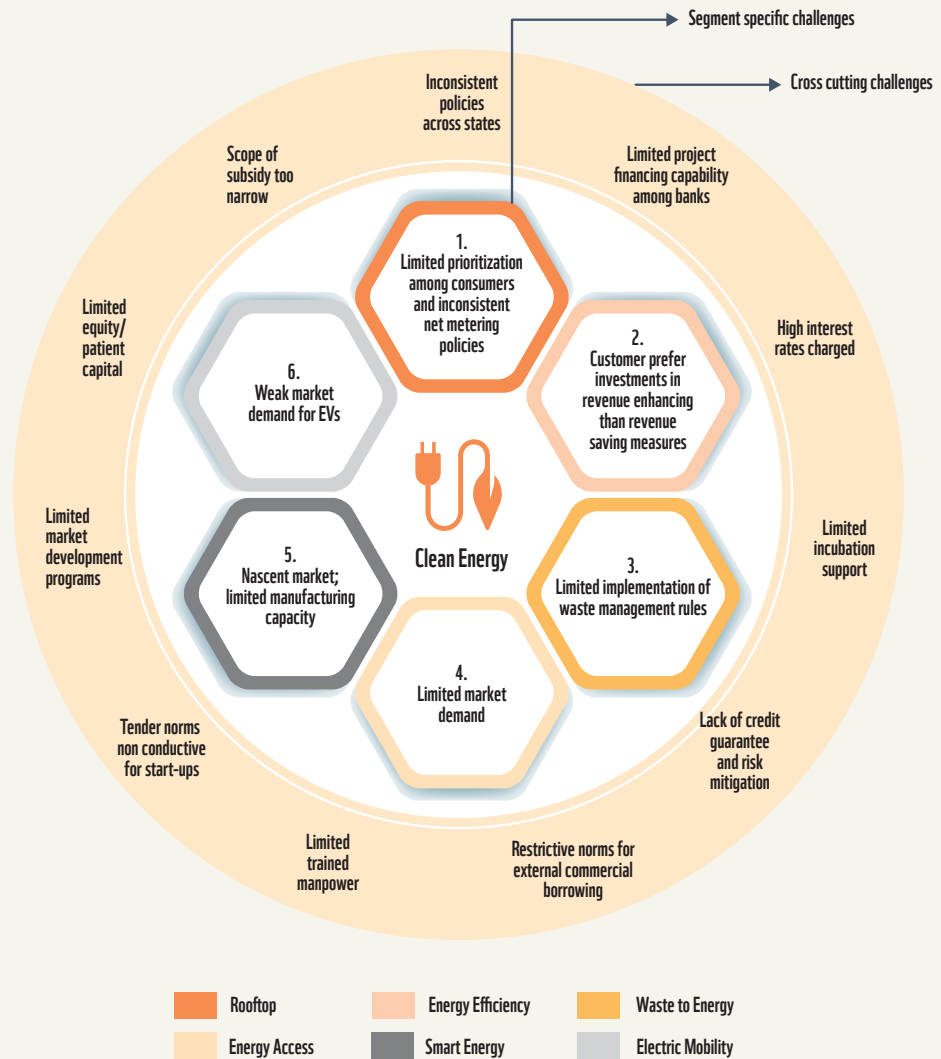 Segment specific challenges
Cross cutting challenges
Inconsistent
policies
across states
Limited project
financing capability
among banks
High interest
rates charged
Limited
incubation
support
Lack of credit
guarantee
and risk
mitigation
Restrictive norms for
external commercial
borrowing
Limited
trained
manpower
Tender norms
non conductive
for start-ups
Limited
market
development
programs
Limited
equity/
patient
capital
Scope of
subsidy too
narrow
1.
Limited prioritization
among consumers
and inconsistent
net metering
policies
2.
Customer prefer
investments in
revenue enhancing
than revenue
saving measures
3.
Limited implementation of
waste management rules
4.
Limited market
demand
5.
Nascent market;
limited manufacturing
capacity
6.
Weak market
demand for EVs
Clean Energy
Rooftop
Energy Efficiency
Waste to Energy
Energy Access
Smart Energy
Electric Mobility